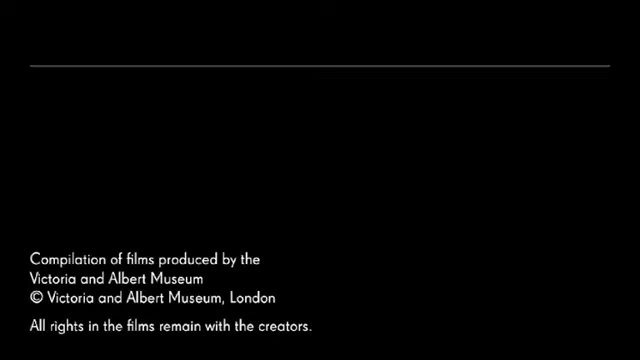 Compilation of films produced by the
Victoria and Albert Museum
© Victoria and Albert Museum, London
All rights in the films remain with the creators.